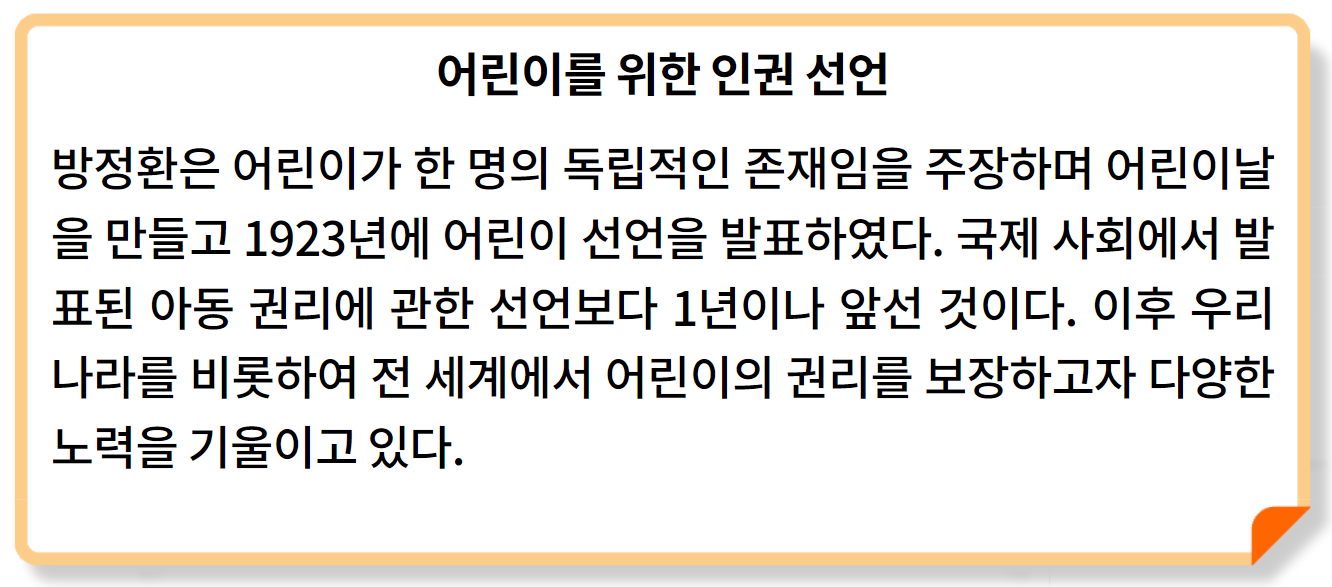 어린이를 위한 인권 선언
방정환은 어린이가 한 명의 독립적인 존재임을 주장하며 어린이날
을 만들고 1923년에 어린이 선언을 발표하였다. 국제 사회에서 발
표된 아동 권리에 관한 선언보다 1년이나 앞선 것이다. 이후 우리
나라를 비롯하여 전 세계에서 어린이의 권리를 보장하고자 다양한
노력을 기울이고 있다.